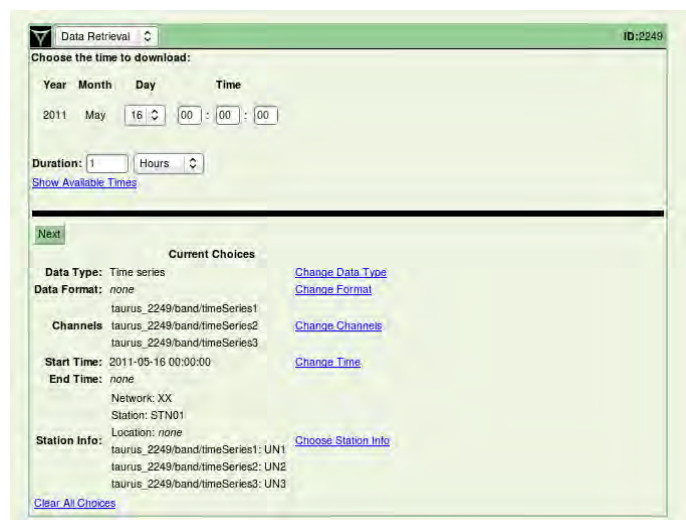 Data Retrieval ID:2249
Choose the time to download:
Year Month Day Time
2011 May 16 00 : 00 : 00
Duration: 1 Hours
Show Available Times
Next
Current Choices
Data Type: Time series Change Data Type
Data Format: none Change Format
taurus_2249/band/timeSeries1
Channels taurus_2249/band/timeSeries2 Change Channels
taurus_2249/band/timeSeries3
Start Time: 2011-05-16 00:00:00 Change Time
End Time: none
Network: XX
Station: STN01
Location: none
Station Info: taurus_2249/band/timeSeries1: UN1 Choose Station Info
taurus_2249/band/timeSeries2: UN2
taurus_2249/band/timeSeries3: UN3
Clear All Choices